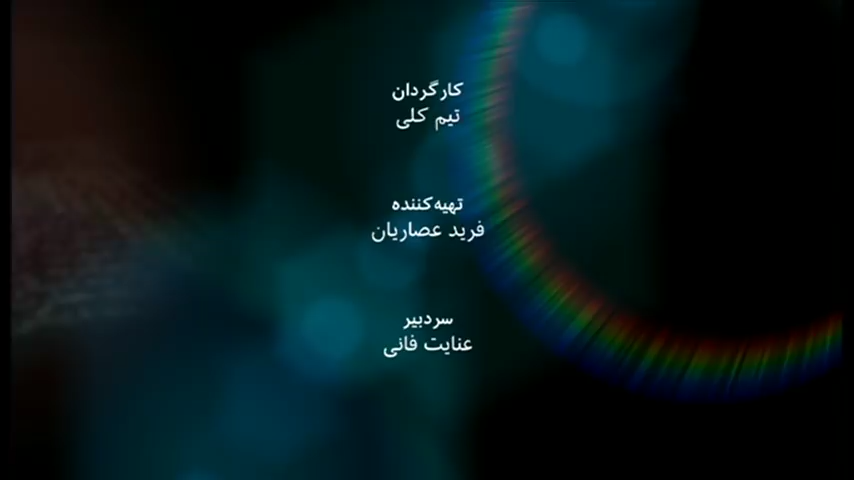 کارگردان
تیم کلی
تهیه‌کننده
فرید عصاریان
سردبیر
عنایت فانی